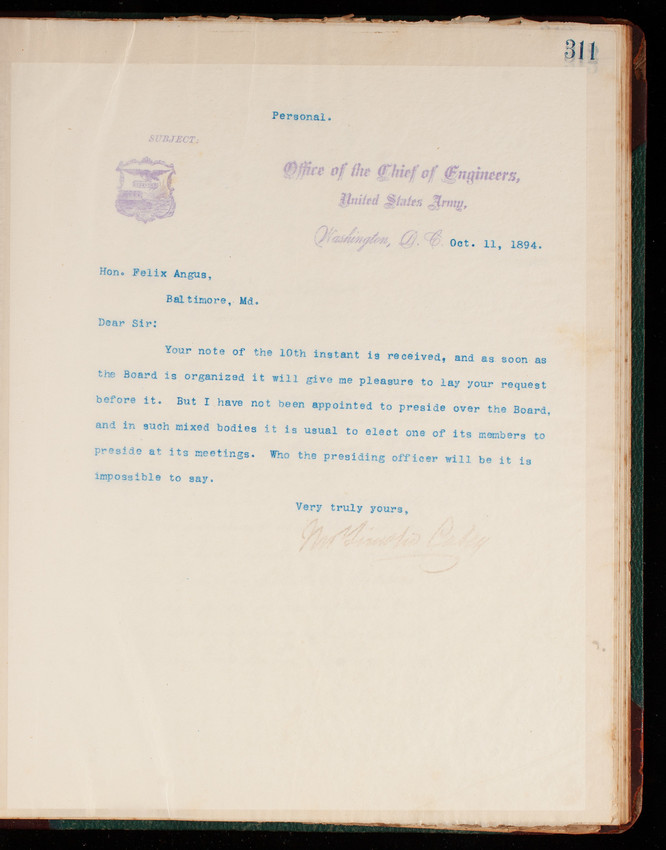 311
Personal.
SUBJECT:
Office of the Chief of Engineers,
United States Army,
Washington, D. C. Oct. 11, 1894.
Hon. Felix Angus,
Baltimore, Md.
Dear Sir:
Your note of the 10th instant is received, and as soon as
the Board is organized it will give me pleasure to lay your request
before it. But I have not been appointed to preside over the Board,
and in such mixed bodies it is usual to elect one of its members to
preside at its meetings. Who the presiding officer will be it is
impossible to say.
Very truly yours,
Casey